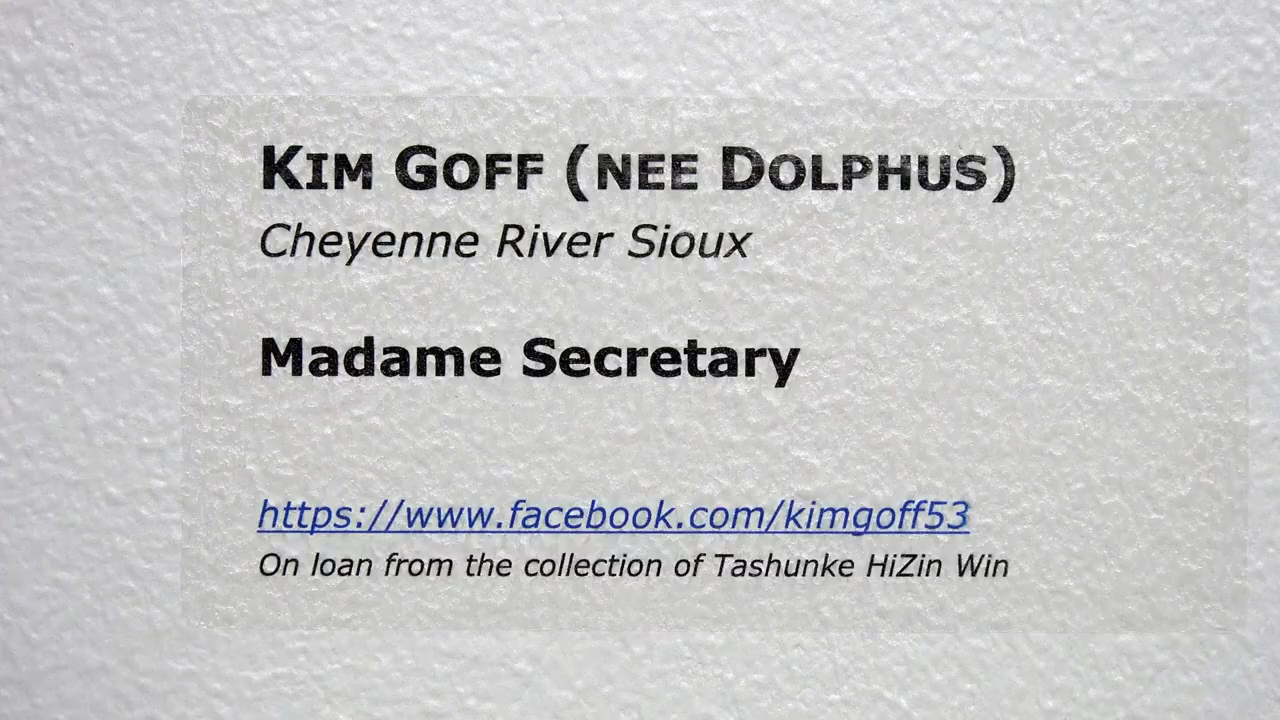 KIM GOFF (NEE DOLPHUS)
Cheyenne River Sioux
Madame Secretary
https://www.facebook.com/kimgoff53
On loan from the collection of Tashunke HiZin Win